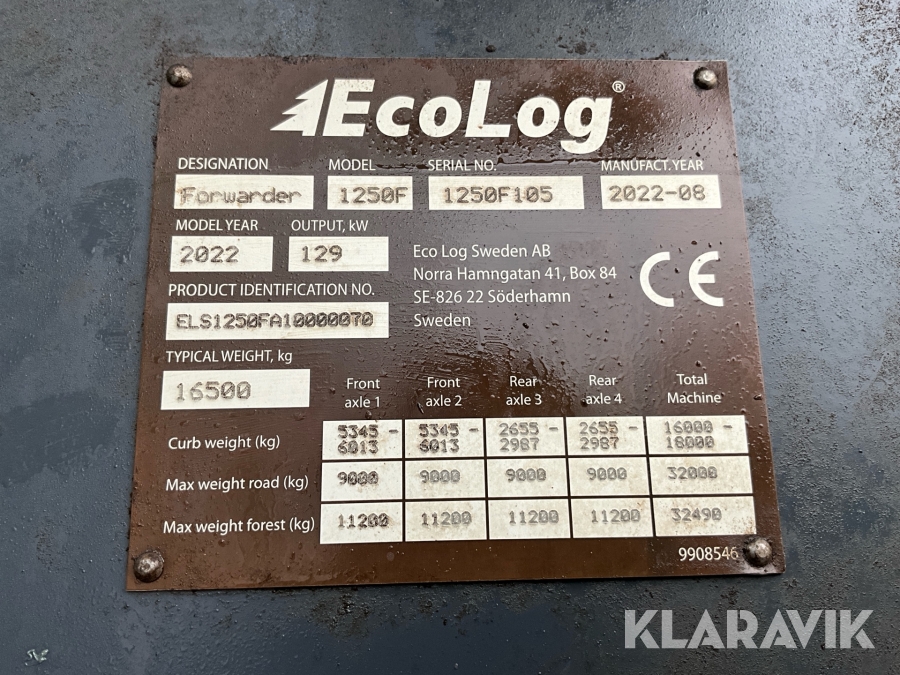 EcoLog®
DESIGNATION MODEL SERIAL NO. MANUFACT. YEAR
Forwarder 1250F 1250F105 2022-08
MODEL YEAR OUTPUT, kW
2022 129
Eco Log Sweden AB
Norra Hamngatan 41, Box 84
SE-826 22 Söderhamn
Sweden
CE
PRODUCT IDENTIFICATION NO.
ELS1250FA10000070
TYPICAL WEIGHT, kg
16500
Front axle 1 Front axle 2 Rear axle 3 Rear axle 4 Total Machine
Curb weight (kg) 5345-6013 5345-6013 2655-2987 2655-2987 16000-18000
Max weight road (kg) 9000 9000 9000 9000 32000
Max weight forest (kg) 11200 11200 11200 11200 32490
9908546
KLARAVIK